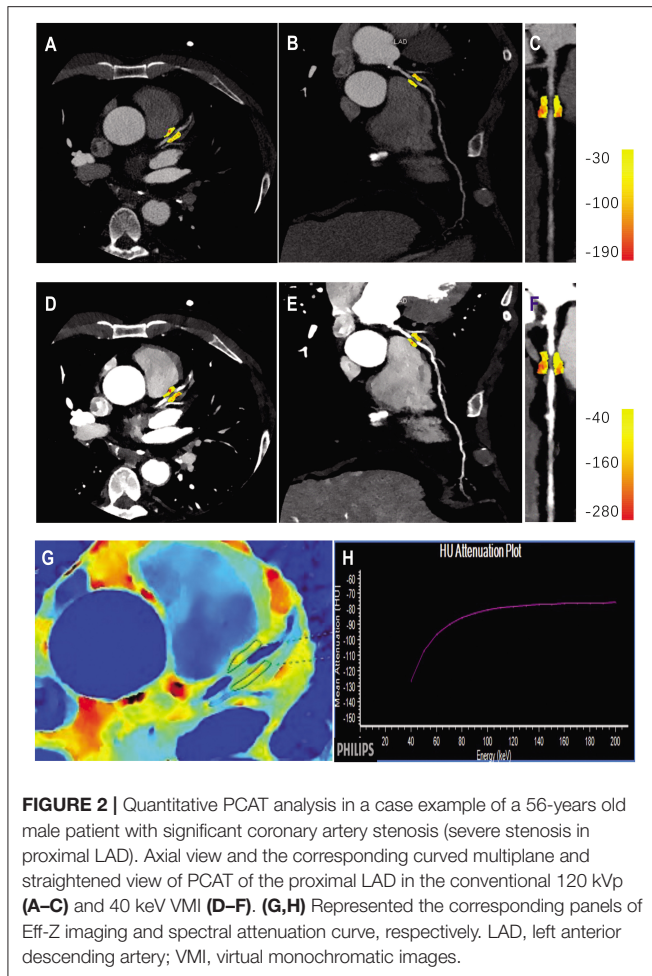 A
B
LAD
C
-30
-100
-190
D
E
F
-40
-160
-280
G
H
HU Attenuation Plot
Mean Attenuation (HU)
-60
-70
-80
-90
-100
-110
-120
-130
-140
-150
0
20
40
60
80
100
120
140
160
180
200
Energy (keV)
PHILIPS
FIGURE 2 | Quantitative PCAT analysis in a case example of a 56-years old
male patient with significant coronary artery stenosis (severe stenosis in
proximal LAD). Axial view and the corresponding curved multiplane and
straightened view of PCAT of the proximal LAD in the conventional 120 kVp
(A–C) and 40 keV VMI (D–F). (G,H) Represented the corresponding panels of
Eff-Z imaging and spectral attenuation curve, respectively. LAD, left anterior
descending artery; VMI, virtual monochromatic images.